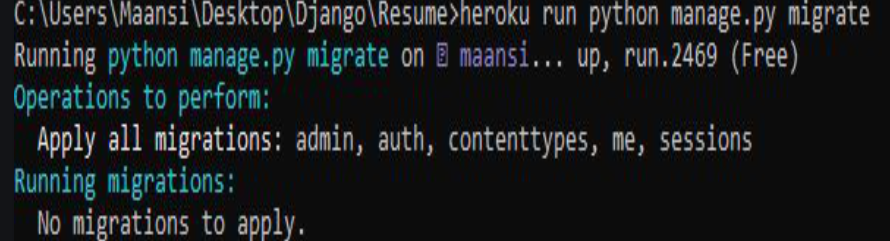 C:\Users\Maansi\Desktop\Django\Resume>heroku run python manage.py migrate
Running python manage.py migrate on ⍰ maansi... up, run.2469 (Free)
Operations to perform:
  Apply all migrations: admin, auth, contenttypes, me, sessions
Running migrations:
  No migrations to apply.